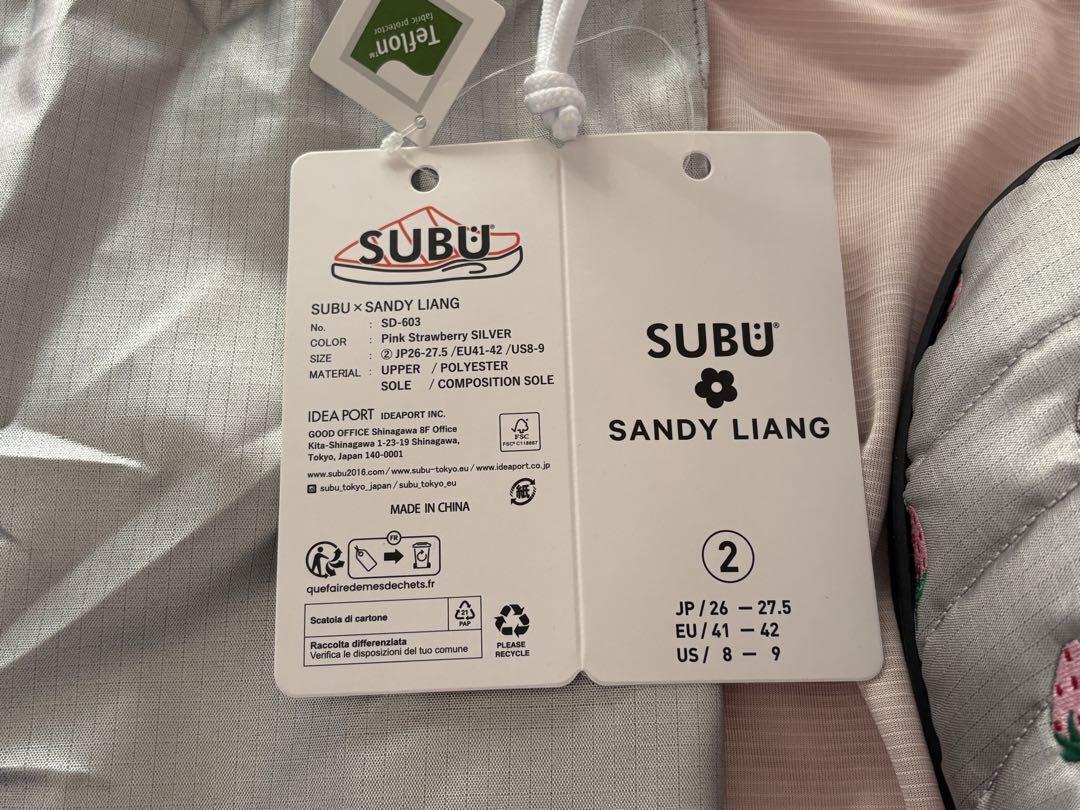 Teflon™
fabric protector
SUBU®
SUBU × SANDY LIANG
No. : SD-603
COLOR : Pink Strawberry SILVER
SIZE : ② JP26-27.5 /EU41-42 /US8-9
MATERIAL : UPPER / POLYESTER
SOLE / COMPOSITION SOLE
IDEA PORT IDEAPORT INC.
GOOD OFFICE Shinagawa 8F Office
Kita-Shinagawa 1-23-19 Shinagawa,
Tokyo, Japan 140-0001
FSC
FSC® C118867
www.subu2016.com / www.subu-tokyo.eu / www.ideaport.co.jp
subu_tokyo_japan / subu_tokyo_eu
紙
MADE IN CHINA
FR
quefairedemesdechets.fr
Scatola di cartone
21
PAP
Raccolta differenziata
Verifica le disposizioni del tuo comune
PLEASE
RECYCLE
SUBU®
SANDY LIANG
2
JP / 26 – 27.5
EU / 41 – 42
US / 8 – 9